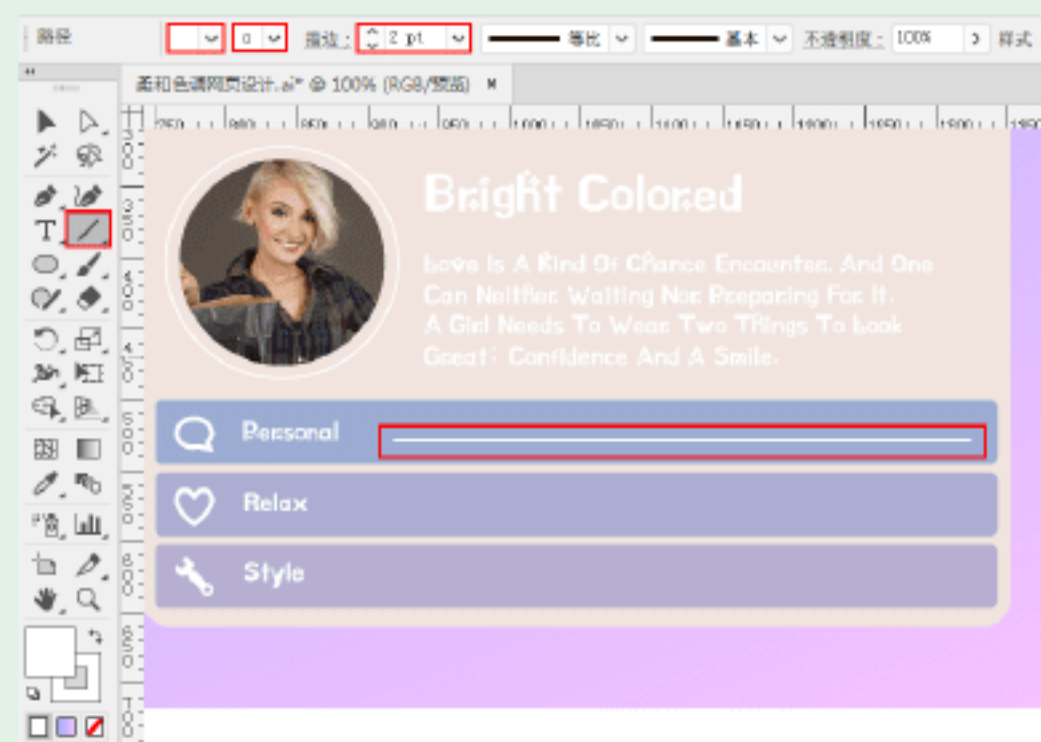 路径 描边: 2 pt 等比 基本 不透明度: 100% 样式
柔和色调网页设计.ai* @ 100% (RGB/预览) ×
Bright Colored
Love Is A Kind Of Chance Encounter. And One
Can Neither Waiting Nor Preparing For It.
A Girl Needs To Wear Two Things To Look
Great: Confidence And A Smile.
Personal
Relax
Style